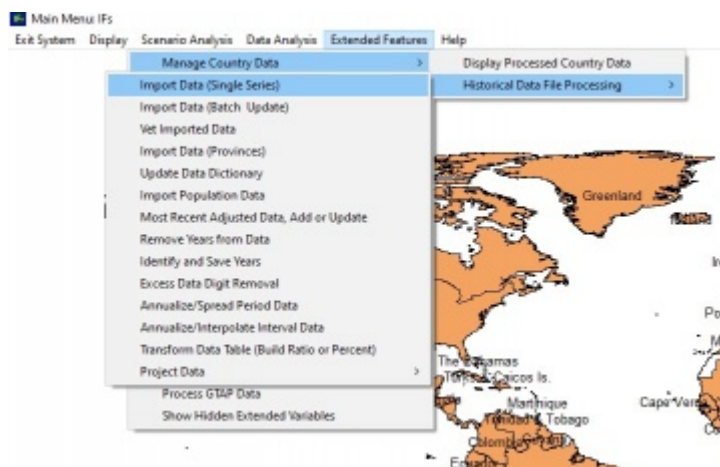 Main Menu: IFs
Exit System Display Scenario Analysis Data Analysis Extended Features Help
Manage Country Data
Display Processed Country Data
Import Data (Single Series)
Historical Data File Processing
Import Data (Batch Update)
Vet Imported Data
Import Data (Provinces)
Update Data Dictionary
Import Population Data
Most Recent Adjusted Data, Add or Update
Remove Years from Data
Identify and Save Years
Excess Data Digit Removal
Annualize/Spread Period Data
Annualize/Interpolate Interval Data
Transform Data Table (Build Ratio or Percent)
Project Data
Process GTAP Data
Show Hidden Extended Variables
Greenland
The Bahamas
Turks & Caicos Is.
Martinique
Cape Verd
Trinidad & Tobago